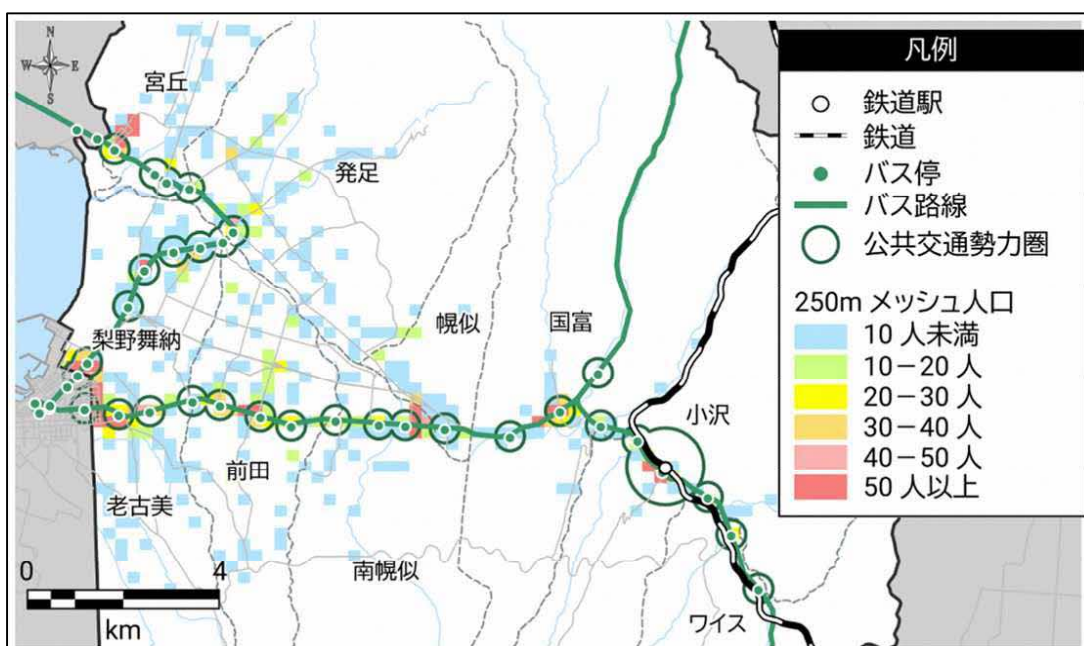 N
W E
S
宮丘
発足
梨野舞納
幌似
国富
小沢
前田
老古美
南幌似
ワイス
0 4
km
凡例
鉄道駅
鉄道
バス停
バス路線
公共交通勢力圏
250m メッシュ人口
10 人未満
10－20 人
20－30 人
30－40 人
40－50 人
50 人以上